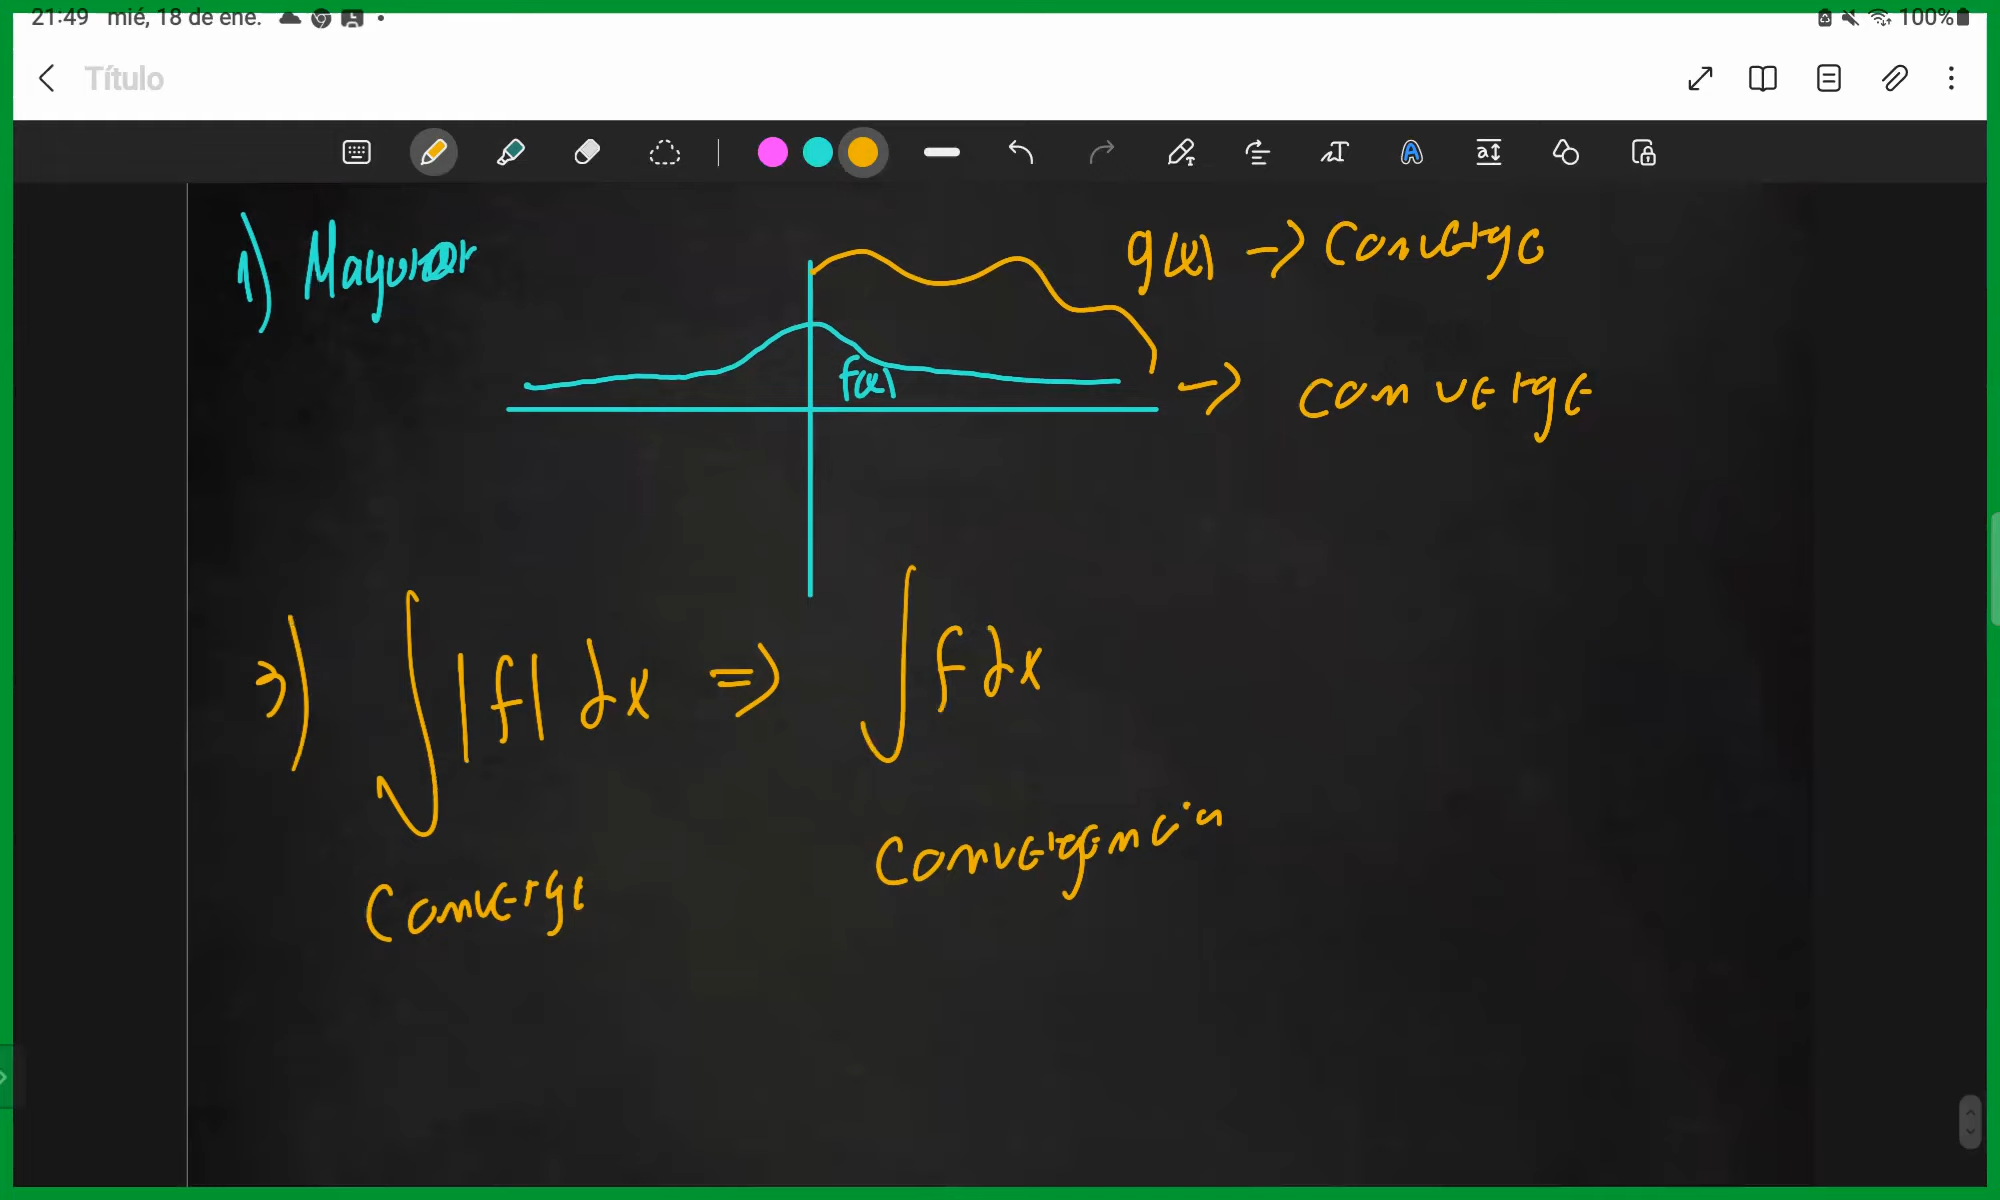 21:49 mié, 18 de ene. 100%
Título
1) Mayorar
g(x) -> Converge
f(x)
-> converge
2) ∫ |f| dx => ∫ f dx
Converge
Convergencia